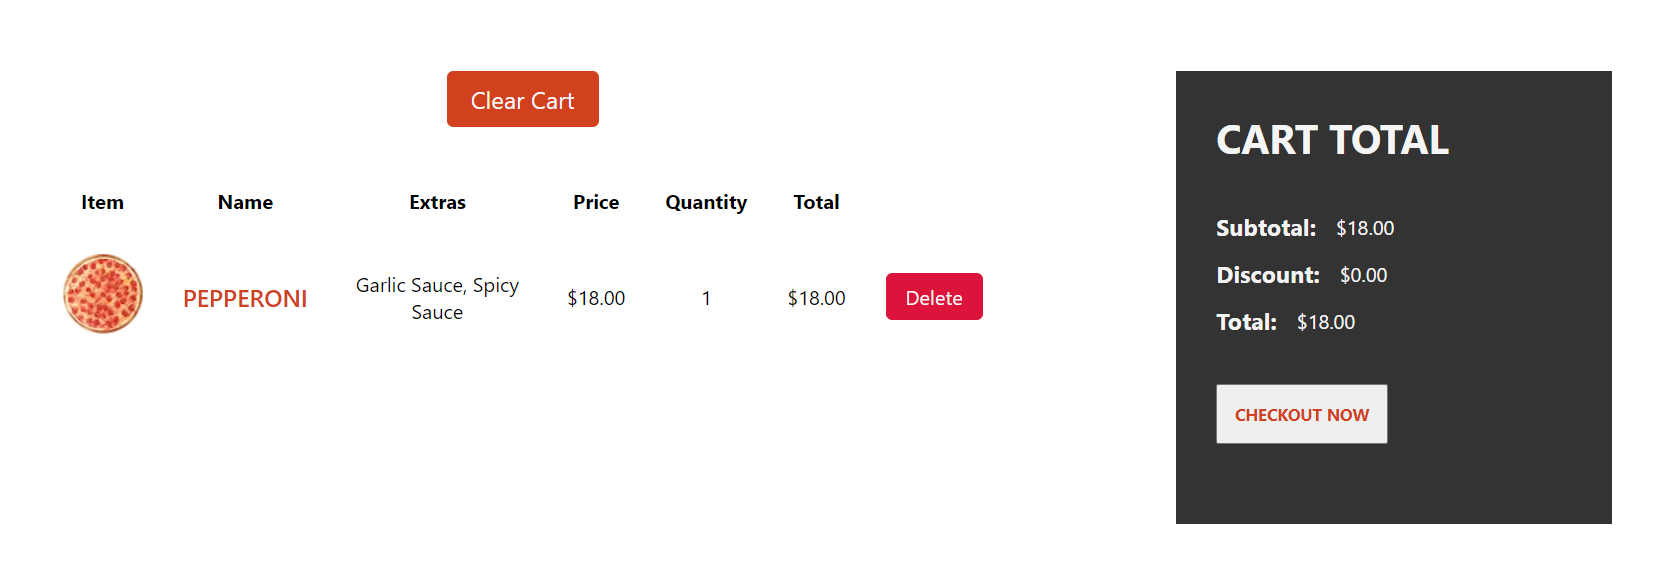 Clear Cart
Item Name Extras Price Quantity Total
PEPPERONI Garlic Sauce, Spicy Sauce $18.00 1 $18.00 Delete
CART TOTAL
Subtotal: $18.00
Discount: $0.00
Total: $18.00
CHECKOUT NOW